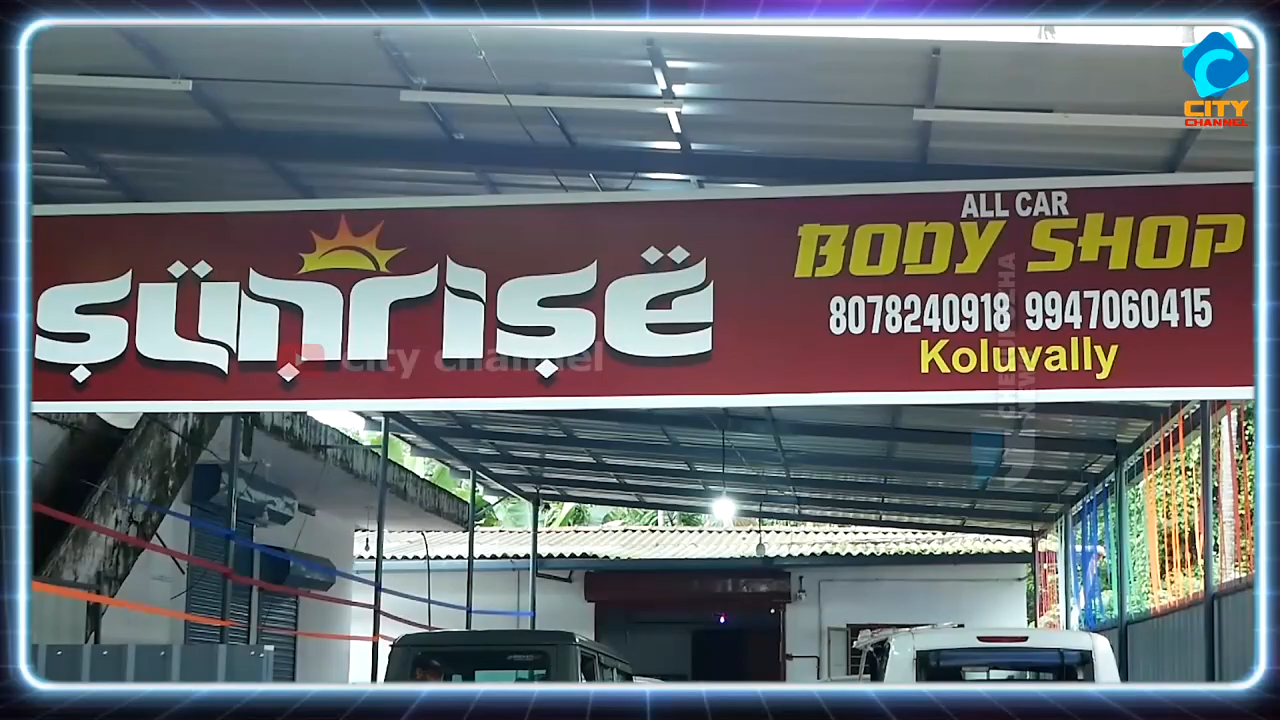 CITY
CHANNEL
sunrise
ALL CAR
BODY SHOP
8078240918 9947060415
Koluvally
city channel